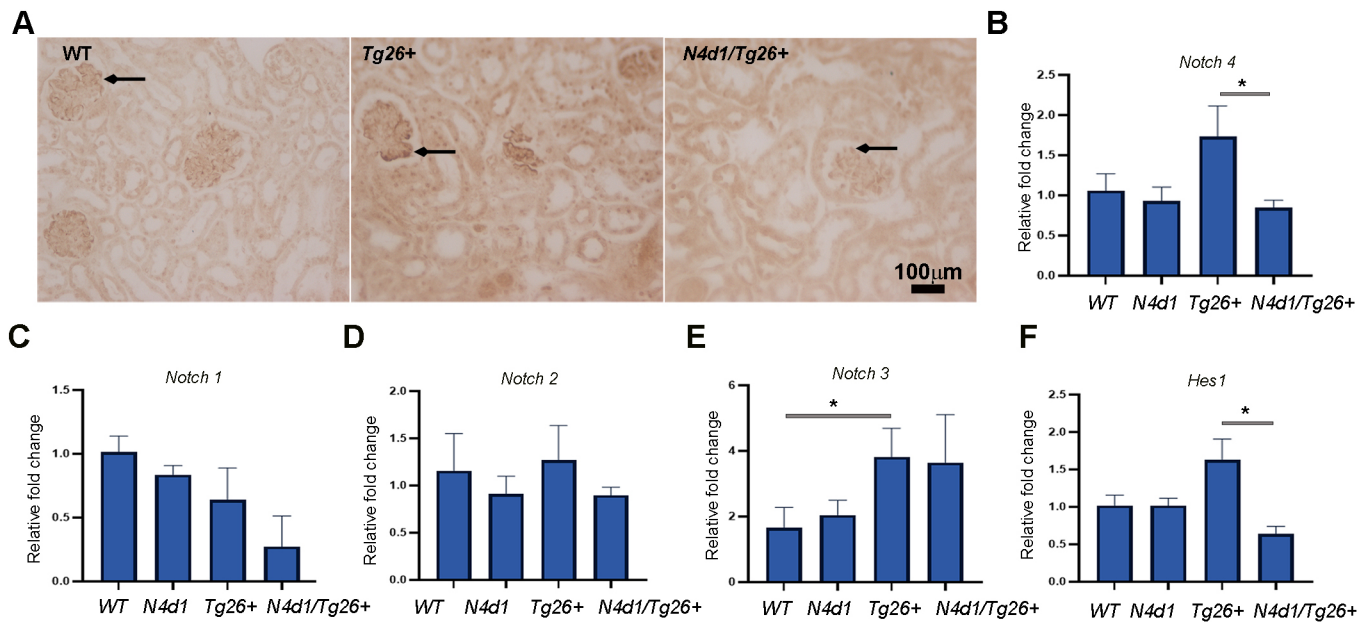 A
WT
Tg26+
N4d1/Tg26+
100µm
B
Notch 4
Relative fold change
2.5
2.0
1.5
1.0
0.5
0.0
*
WT N4d1 Tg26+ N4d1/Tg26+
C
Notch 1
Relative fold change
1.5
1.0
0.5
0.0
WT N4d1 Tg26+ N4d1/Tg26+
D
Notch 2
Relative fold change
2.0
1.5
1.0
0.5
0.0
WT N4d1 Tg26+ N4d1/Tg26+
E
Notch 3
Relative fold change
6
4
2
0
*
WT N4d1 Tg26+ N4d1/Tg26+
F
Hes1
Relative fold change
2.5
2.0
1.5
1.0
0.5
0.0
*
WT N4d1 Tg26+ N4d1/Tg26+